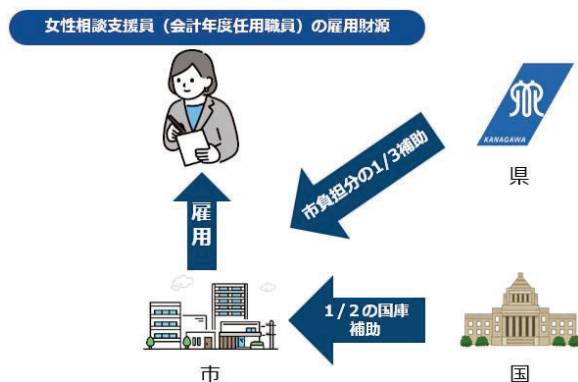 女性相談支援員（会計年度任用職員）の雇用財源
KANAGAWA
県
市負担分の1/3補助
雇用
1/2の国庫
補助
市
国